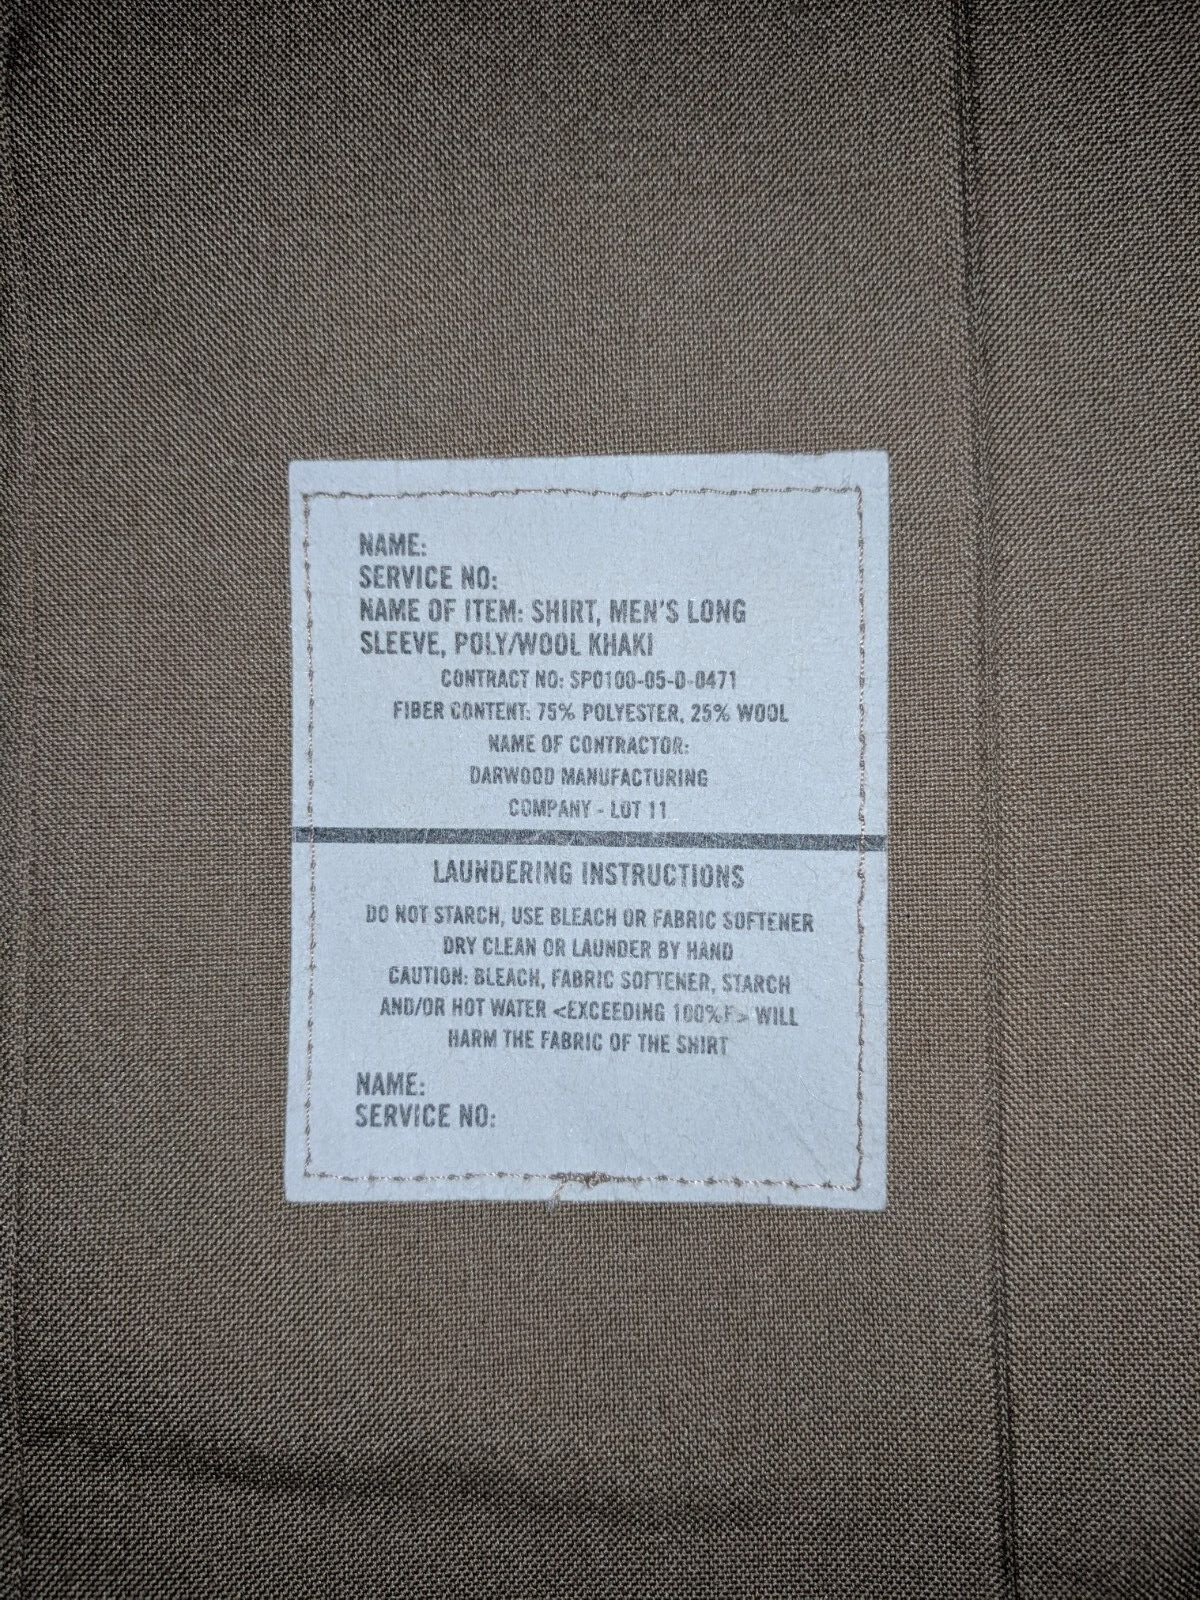 NAME:
SERVICE NO:
NAME OF ITEM: SHIRT, MEN'S LONG
SLEEVE, POLY/WOOL KHAKI
CONTRACT NO: SP0100-05-D-0471
FIBER CONTENT: 75% POLYESTER, 25% WOOL
NAME OF CONTRACTOR:
DARWOOD MANUFACTURING
COMPANY - LOT 11
LAUNDERING INSTRUCTIONS
DO NOT STARCH, USE BLEACH OR FABRIC SOFTENER
DRY CLEAN OR LAUNDER BY HAND
CAUTION: BLEACH, FABRIC SOFTENER, STARCH
AND/OR HOT WATER <EXCEEDING 100%F> WILL
HARM THE FABRIC OF THE SHIRT
NAME:
SERVICE NO: